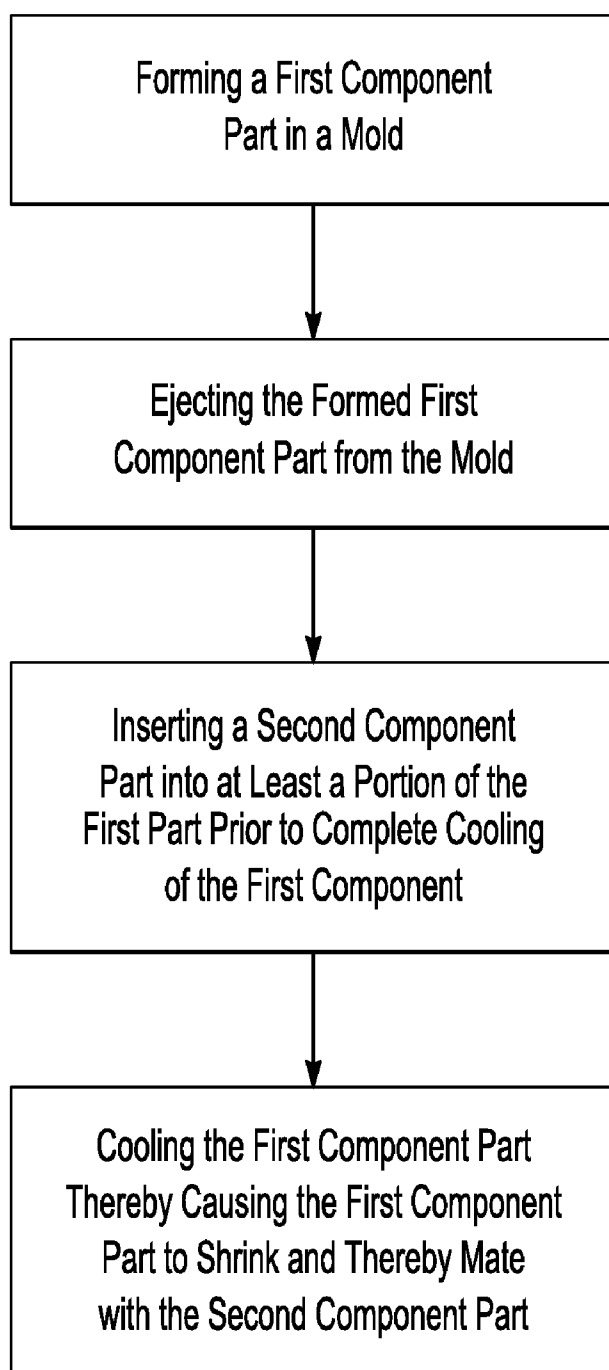 Forming a First Component
Part in a Mold
Ejecting the Formed First
Component Part from the Mold
Inserting a Second Component
Part into at Least a Portion of the
First Part Prior to Complete Cooling
of the First Component
Cooling the First Component Part
Thereby Causing the First Component
Part to Shrink and Thereby Mate
with the Second Component Part